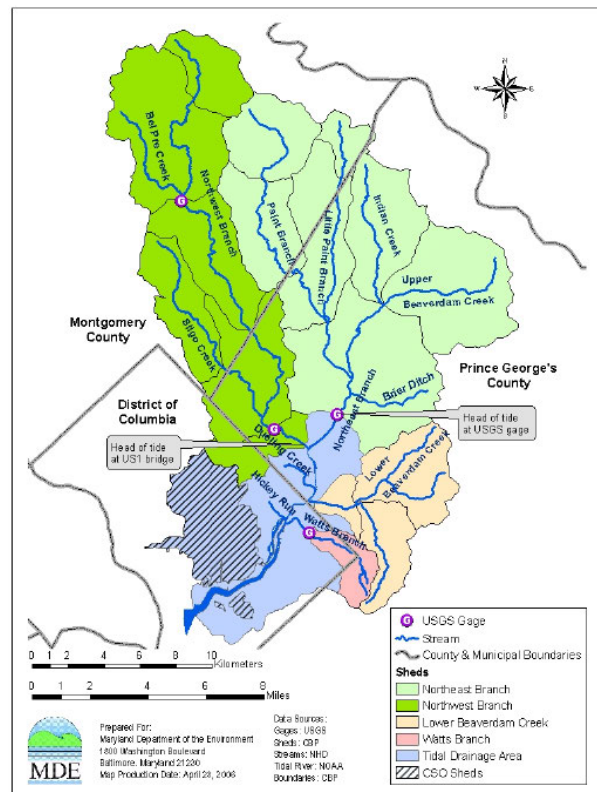 N
W
E
S
Bel Pre Creek
Northwest Branch
Paint Branch
Little Paint Branch
Indian Creek
Upper
Beaverdam Creek
Sligo Creek
Montgomery
County
Prince George's
County
Brier Ditch
Northeast Branch
District of
Columbia
Head of tide
at USGS gage
Head of tide
at US1 bridge
Dueling Creek
Lower
Beaverdam Creek
Hickey Run
Watts Branch
G
G
G
G
0 1 2 4 6 8 10
Kilometers
0 1 2 4 6 8
Miles
G USGS Gage
Stream
County & Municipal Boundaries
Sheds
Northeast Branch
Northwest Branch
Lower Beaverdam Creek
Watts Branch
Tidal Drainage Area
CSO Sheds
MDE
Prepared For:
Maryland Department of the Environment
1800 Washington Boulevard
Baltimore, Maryland 21230
Map Production Date: April 28, 2006
Data Sources:
Gages: USGS
Sheds: CBP
Streams: NHD
Tidal River: NOAA
Boundaries: CBP